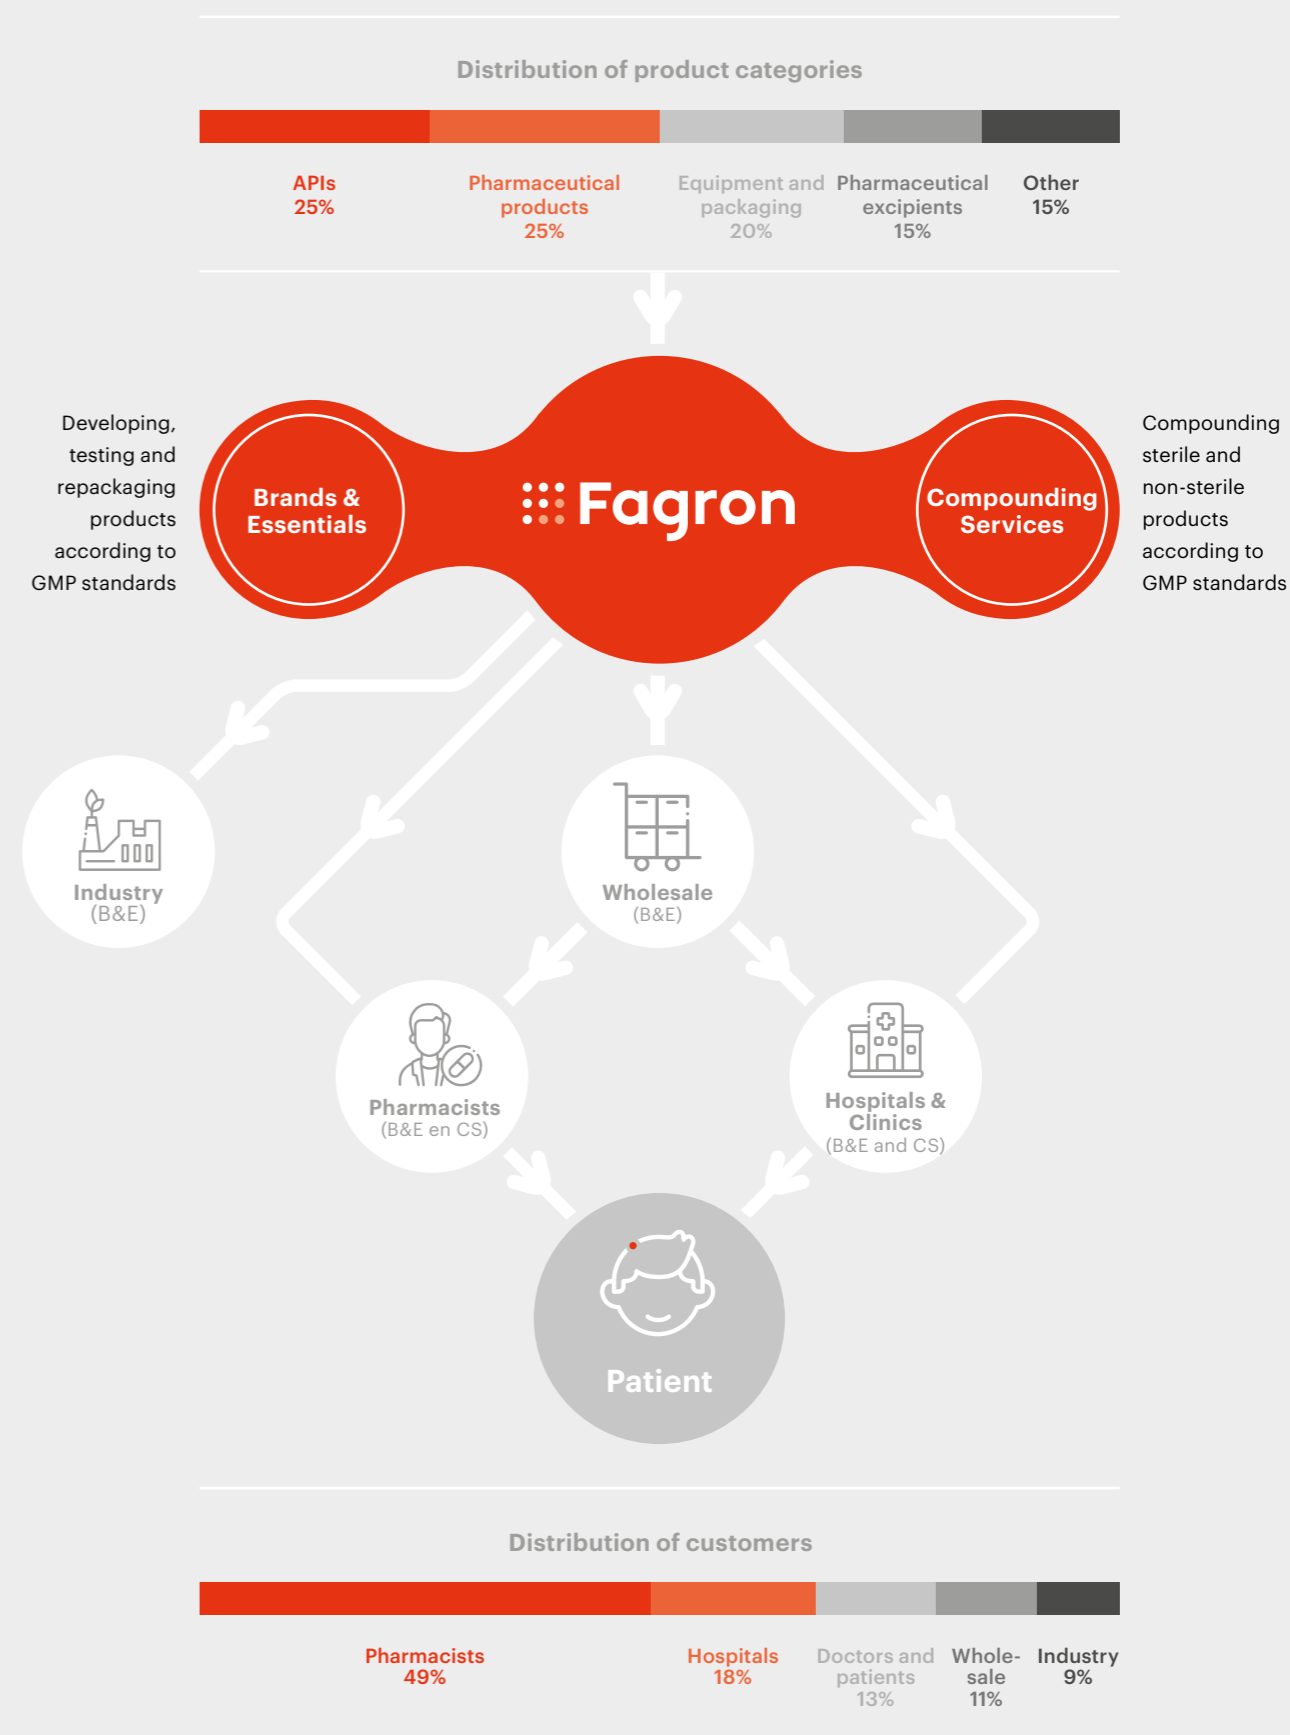 Distribution of product categories
APIs
25%
Pharmaceutical
products
25%
Equipment and
packaging
20%
Pharmaceutical
excipients
15%
Other
15%
Developing,
testing and
repackaging
products
according to
GMP standards
Brands &
Essentials
Fagron
Compounding
Services
Compounding
sterile and
non-sterile
products
according to
GMP standards
Industry
(B&E)
Wholesale
(B&E)
Pharmacists
(B&E en CS)
Hospitals &
Clinics
(B&E and CS)
Patient
Distribution of customers
Pharmacists
49%
Hospitals
18%
Doctors and
patients
13%
Whole-
sale
11%
Industry
9%